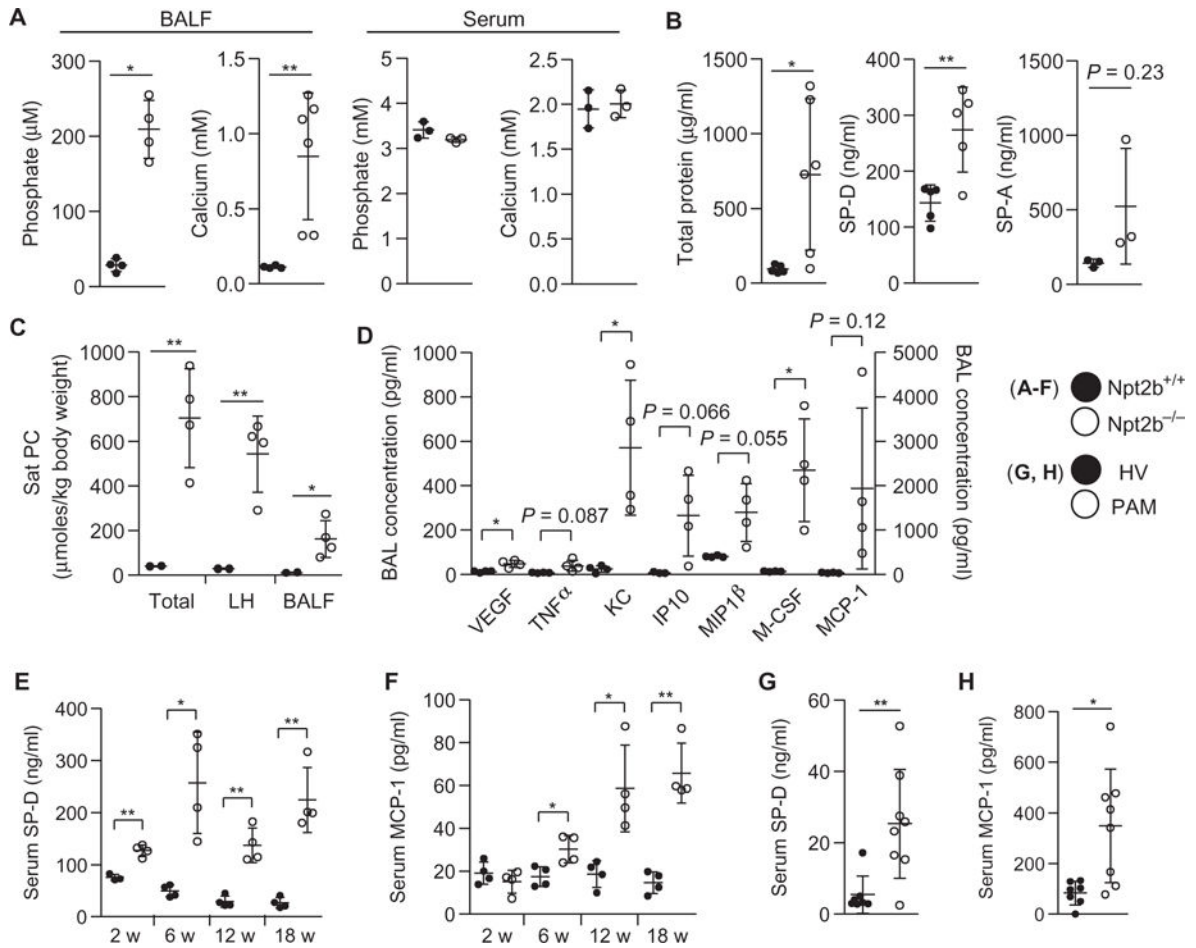 A
BALF
Serum
Phosphate (μM)
300
200
100
0
*
Calcium (mM)
1.5
1.0
0.5
0.0
**
Phosphate (mM)
5
4
3
2
1
0
Calcium (mM)
2.5
2.0
1.5
1.0
0.5
0.0
B
Total protein (μg/ml)
1500
1000
500
0
*
SP-D (ng/ml)
400
300
200
100
0
**
SP-A (ng/ml)
1500
1000
500
0
P = 0.23
C
Sat PC
(μmoles/kg body weight)
1000
800
600
400
200
0
**
**
*
Total LH BALF
D
BAL concentration (pg/ml)
1000
800
600
400
200
0
*
P = 0.087
*
P = 0.066
P = 0.055
*
P = 0.12
5000
4000
3000
2000
1000
0
BAL concentration (pg/ml)
VEGF
TNFα
KC
IP10
MIP1β
M-CSF
MCP-1
(A-F) Npt2b+/+
Npt2b–/–
(G, H) HV
PAM
E
Serum SP-D (ng/ml)
400
300
200
100
0
**
*
**
**
2 w 6 w 12 w 18 w
F
Serum MCP-1 (pg/ml)
100
80
60
40
20
0
*
*
**
2 w 6 w 12 w 18 w
G
Serum SP-D (ng/ml)
60
40
20
0
**
H
Serum MCP-1 (pg/ml)
800
600
400
200
0
*